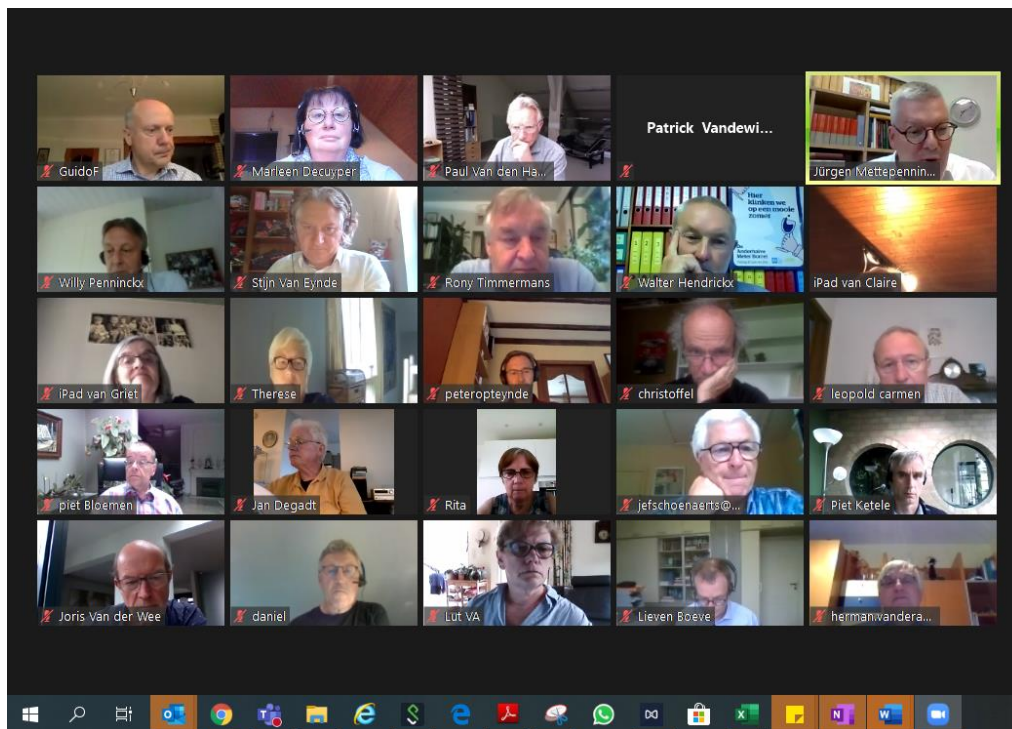 GuidoF
Marleen Decuyper
Paul Van den Ha...
Patrick Vandewi...
Jürgen Mettepennin...
Willy Penninckx
Stijn Van Eynde
Rony Timmermans
Hier
klinken we
op een mooie
zomer
Walter Hendrickx
iPad van Claire
iPad van Griet
Therese
peteropteynde
christoffel
leopold carmen
piet Bloemen
Jan Degadt
Rita
jefschoenaerts@...
Piet Ketele
Joris Van der Wee
daniel
Lut VA
Lieven Boeve
herman.vandera...